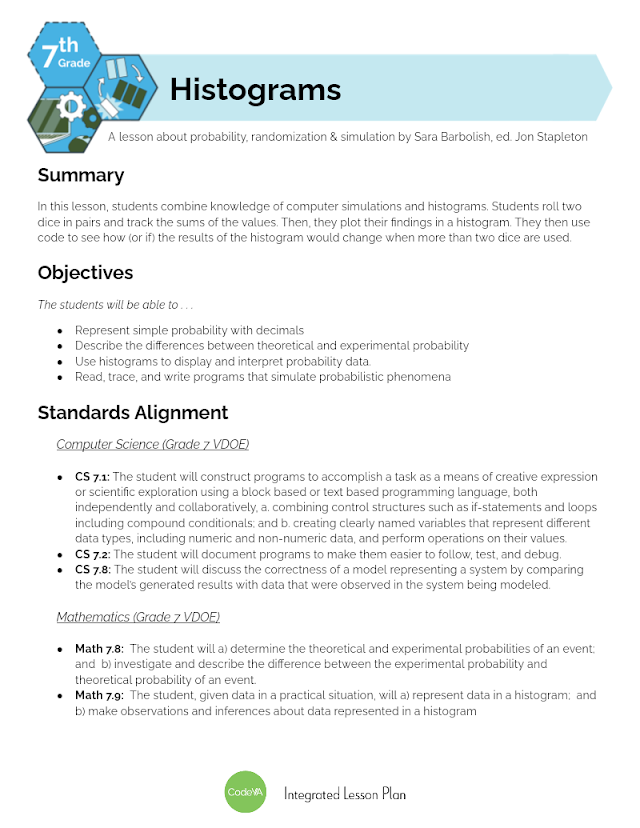 7th
Grade
Histograms
A lesson about probability, randomization & simulation by Sara Barbolish, ed. Jon Stapleton
Summary
In this lesson, students combine knowledge of computer simulations and histograms. Students roll two
dice in pairs and track the sums of the values. Then, they plot their findings in a histogram. They then use
code to see how (or if) the results of the histogram would change when more than two dice are used.
Objectives
The students will be able to . . .
● Represent simple probability with decimals
● Describe the differences between theoretical and experimental probability
● Use histograms to display and interpret probability data.
● Read, trace, and write programs that simulate probabilistic phenomena
Standards Alignment
Computer Science (Grade 7 VDOE)
● CS 7.1: The student will construct programs to accomplish a task as a means of creative expression
or scientific exploration using a block based or text based programming language, both
independently and collaboratively, a. combining control structures such as if-statements and loops
including compound conditionals; and b. creating clearly named variables that represent different
data types, including numeric and non-numeric data, and perform operations on their values.
● CS 7.2: The student will document programs to make them easier to follow, test, and debug.
● CS 7.8: The student will discuss the correctness of a model representing a system by comparing
the model's generated results with data that were observed in the system being modeled.
Mathematics (Grade 7 VDOE)
● Math 7.8: The student will a) determine the theoretical and experimental probabilities of an event;
and b) investigate and describe the difference between the experimental probability and
theoretical probability of an event.
● Math 7.9: The student, given data in a practical situation, will a) represent data in a histogram; and
b) make observations and inferences about data represented in a histogram
CodeVA
Integrated Lesson Plan